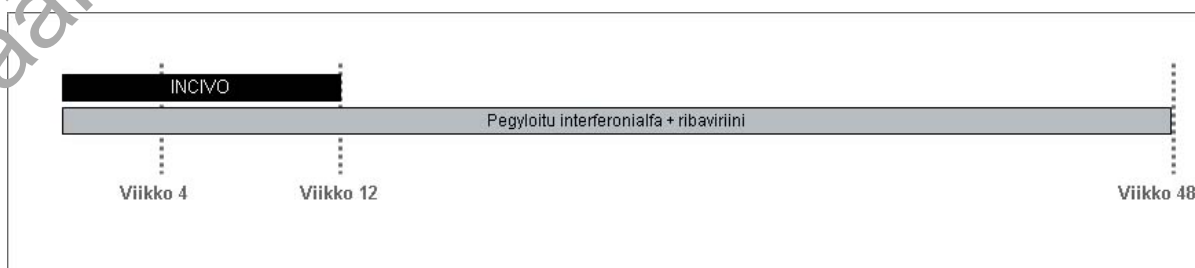 INCIVO
Pegyloitu interferonialfa + ribaviriini
Viikko 4 Viikko 12 Viikko 48